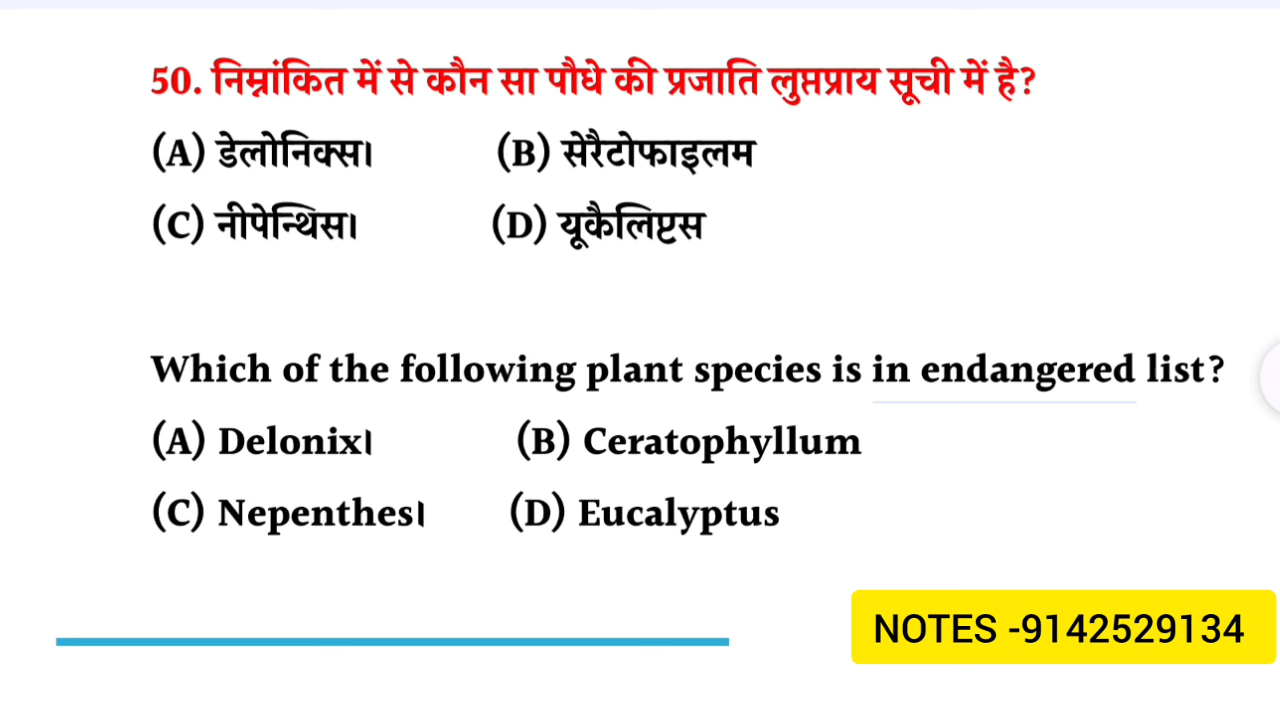 50. निम्नांकित में से कौन सा पौधे की प्रजाति लुप्तप्राय सूची में है?
(A) डेलोनिक्स। (B) सेरैटोफाइलम
(C) नीपेन्थिस। (D) यूकैलिप्टस
Which of the following plant species is in endangered list?
(A) Delonix। (B) Ceratophyllum
(C) Nepenthes। (D) Eucalyptus
NOTES -9142529134